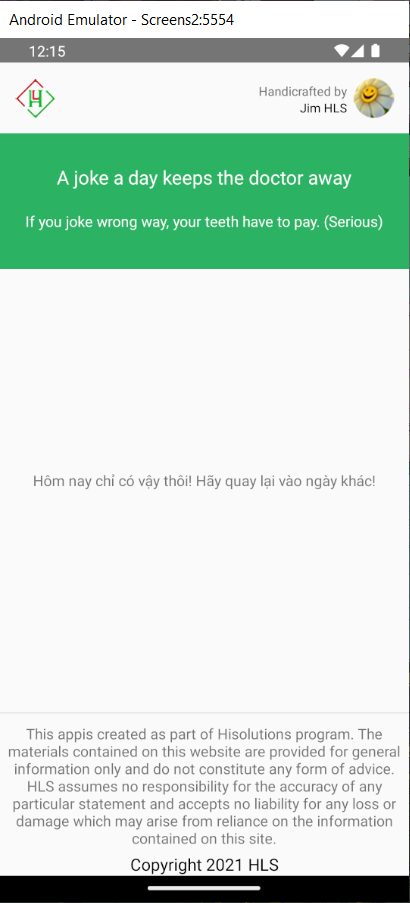 Android Emulator - Screens2:5554
12:15
H4
Handicrafted by
Jim HLS
A joke a day keeps the doctor away
If you joke wrong way, your teeth have to pay. (Serious)
Hôm nay chỉ có vậy thôi! Hãy quay lại vào ngày khác!
This appis created as part of Hisolutions program. The
materials contained on this website are provided for general
information only and do not constitute any form of advice.
HLS assumes no responsibility for the accuracy of any
particular statement and accepts no liability for any loss or
damage which may arise from reliance on the information
contained on this site.
Copyright 2021 HLS